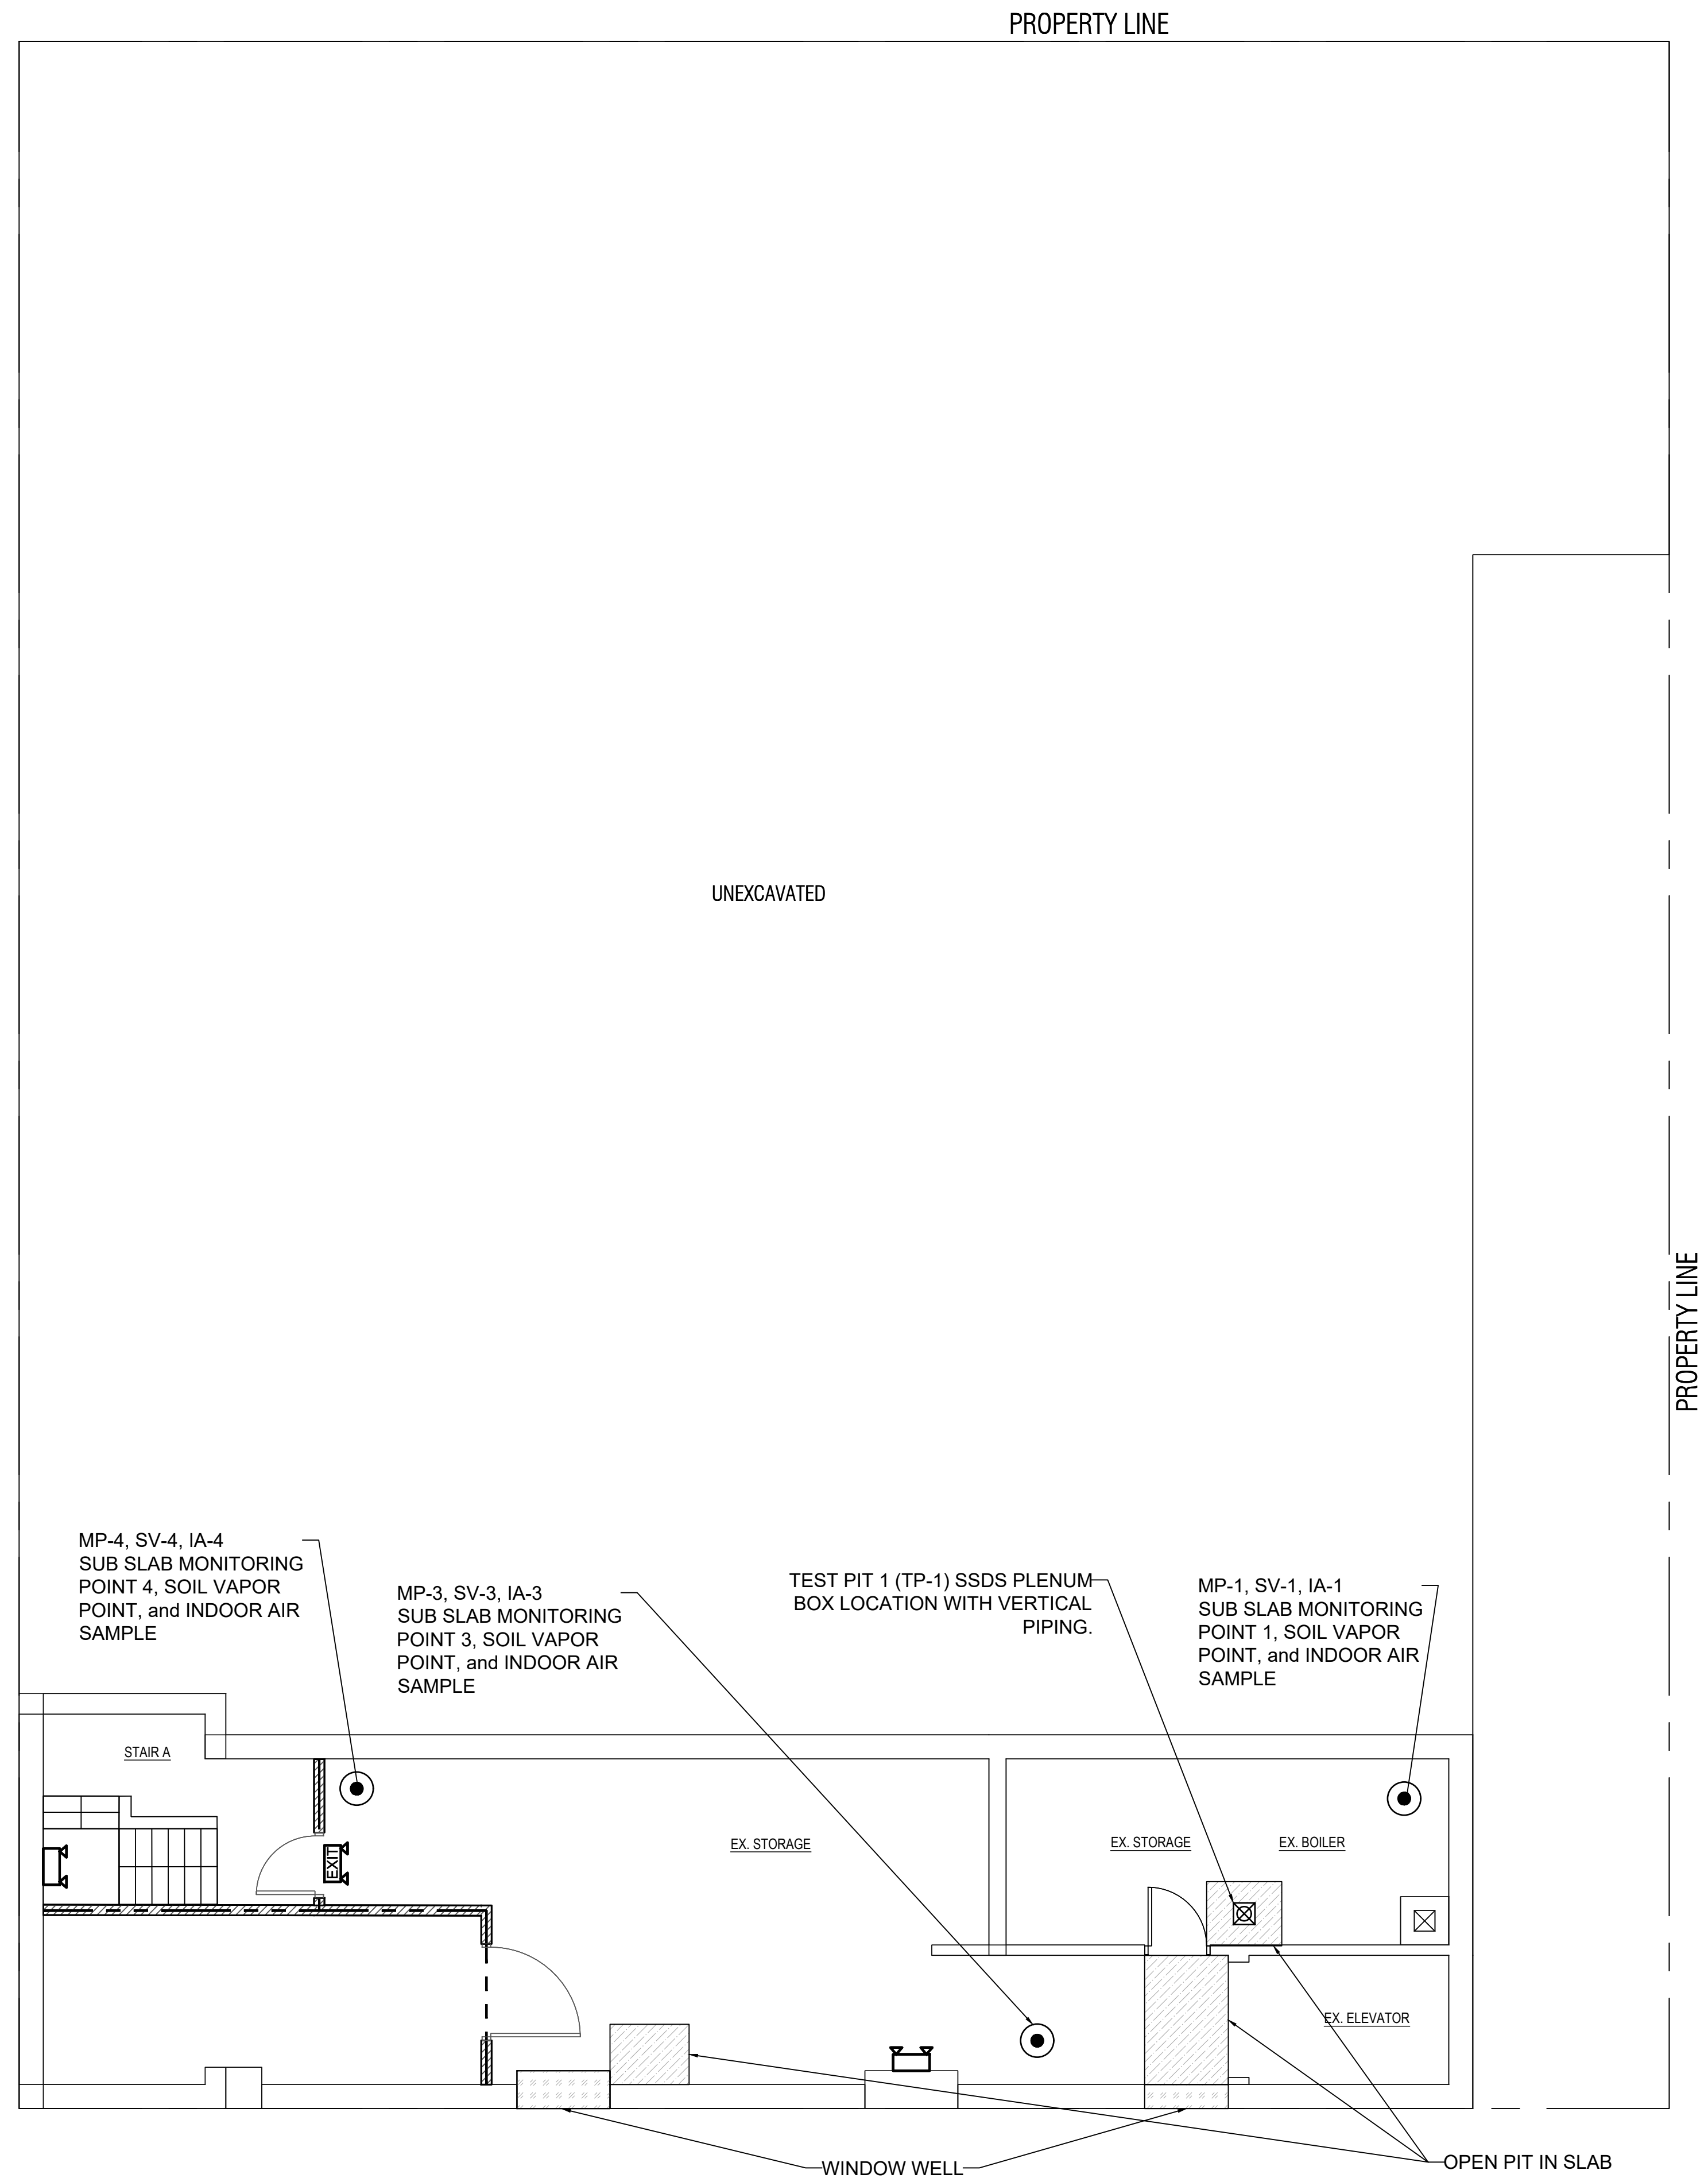 PROPERTY LINE
UNEXCAVATED
PROPERTY LINE
MP-4, SV-4, IA-4
SUB SLAB MONITORING
POINT 4, SOIL VAPOR
POINT, and INDOOR AIR
SAMPLE
MP-3, SV-3, IA-3
SUB SLAB MONITORING
POINT 3, SOIL VAPOR
POINT, and INDOOR AIR
SAMPLE
TEST PIT 1 (TP-1) SSDS PLENUM
BOX LOCATION WITH VERTICAL
PIPING.
MP-1, SV-1, IA-1
SUB SLAB MONITORING
POINT 1, SOIL VAPOR
POINT, and INDOOR AIR
SAMPLE
STAIR A
EXIT
EX. STORAGE
EX. STORAGE
EX. BOILER
EX. ELEVATOR
WINDOW WELL
OPEN PIT IN SLAB